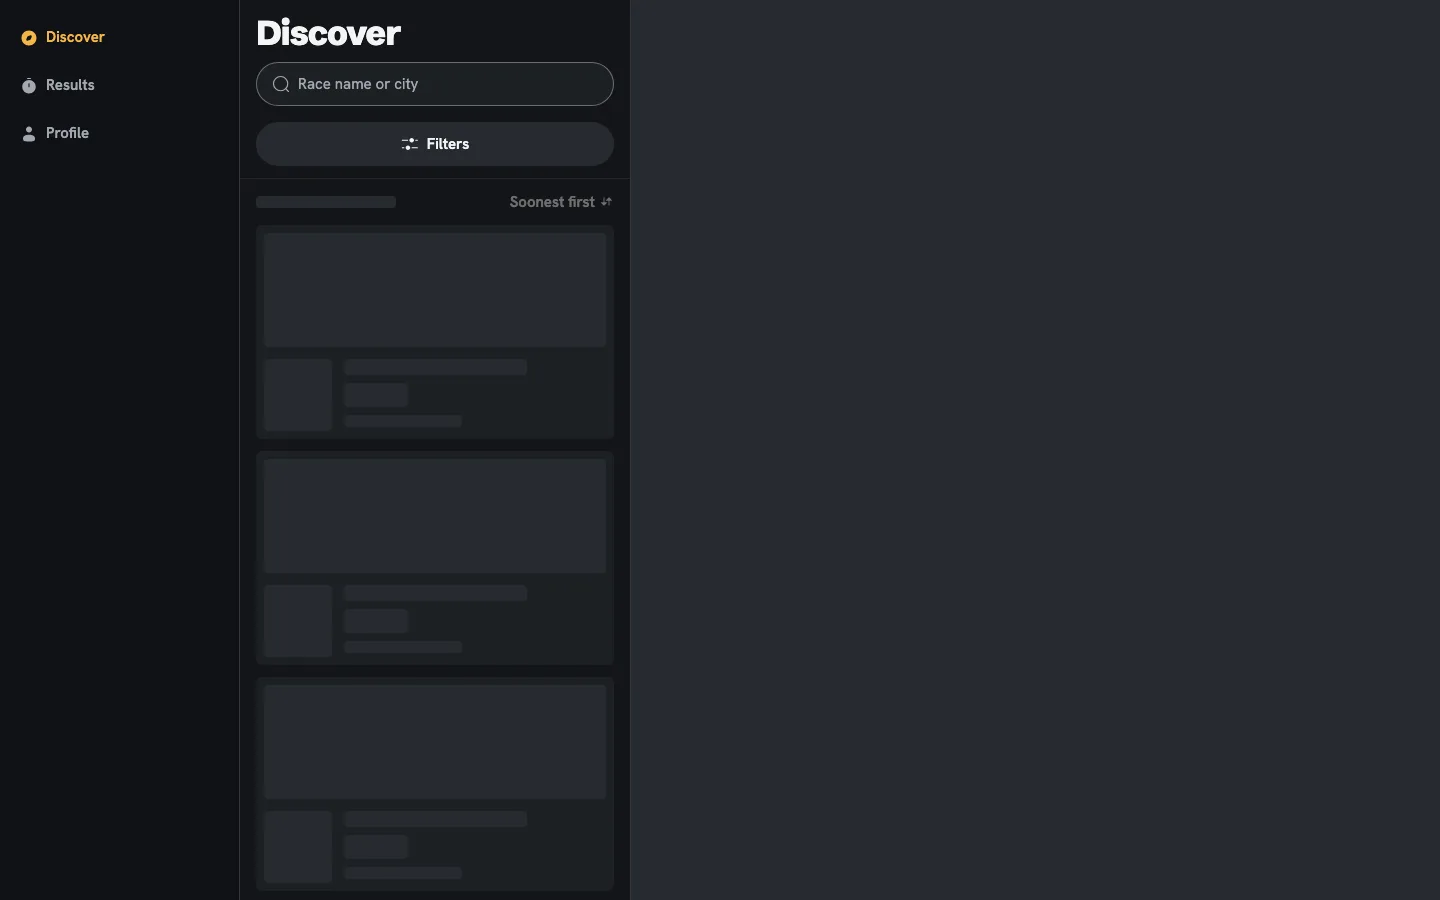 Discover
Results
Profile
Discover
Race name or city
Filters
Soonest first